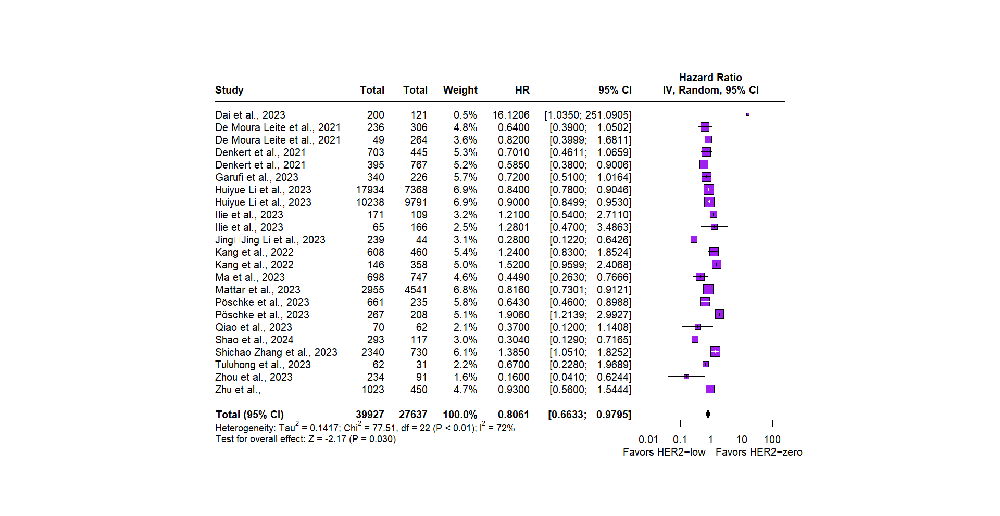 Hazard Ratio
Study Total Total Weight HR 95% CI IV, Random, 95% CI
Dai et al., 2023 200 121 0.5% 16.1206 [1.0350; 251.0905]
De Moura Leite et al., 2021 236 306 4.8% 0.6400 [0.3900; 1.0502]
De Moura Leite et al., 2021 49 264 3.6% 0.8200 [0.3999; 1.6811]
Denkert et al., 2021 703 445 5.3% 0.7010 [0.4611; 1.0659]
Denkert et al., 2021 395 767 5.2% 0.5850 [0.3800; 0.9006]
Garufi et al., 2023 340 226 5.7% 0.7200 [0.5100; 1.0164]
Huiyue Li et al., 2023 17934 7368 6.9% 0.8400 [0.7800; 0.9046]
Huiyue Li et al., 2023 10238 9791 6.9% 0.9000 [0.8499; 0.9530]
Ilie et al., 2023 171 109 3.2% 1.2100 [0.5400; 2.7110]
Ilie et al., 2023 65 166 2.5% 1.2801 [0.4700; 3.4863]
Jing□Jing Li et al., 2023 239 44 3.1% 0.2800 [0.1220; 0.6426]
Kang et al., 2022 608 460 5.4% 1.2400 [0.8300; 1.8524]
Kang et al., 2022 146 358 5.0% 1.5200 [0.9599; 2.4068]
Ma et al., 2023 698 747 4.6% 0.4490 [0.2630; 0.7666]
Mattar et al., 2023 2955 4541 6.8% 0.8160 [0.7301; 0.9121]
Pöschke et al., 2023 661 235 5.8% 0.6430 [0.4600; 0.8988]
Pöschke et al., 2023 267 208 5.1% 1.9060 [1.2139; 2.9927]
Qiao et al., 2023 70 62 2.1% 0.3700 [0.1200; 1.1408]
Shao et al., 2024 293 117 3.0% 0.3040 [0.1290; 0.7165]
Shichao Zhang et al., 2023 2340 730 6.1% 1.3850 [1.0510; 1.8252]
Tuluhong et al., 2023 62 31 2.2% 0.6700 [0.2280; 1.9689]
Zhou et al., 2023 234 91 1.6% 0.1600 [0.0410; 0.6244]
Zhu et al., 1023 450 4.7% 0.9300 [0.5600; 1.5444]
Total (95% CI) 39927 27637 100.0% 0.8061 [0.6633; 0.9795]
Heterogeneity: Tau² = 0.1417; Chi² = 77.51, df = 22 (P < 0.01); I² = 72%
Test for overall effect: Z = -2.17 (P = 0.030)
0.01 0.1 1 10 100
Favors HER2−low Favors HER2−zero